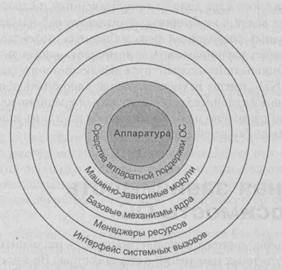 Аппаратура
Средства аппаратной поддержки ОС
Машинно-зависимые модули
Базовые механизмы ядра
Менеджеры ресурсов
Интерфейс системных вызовов